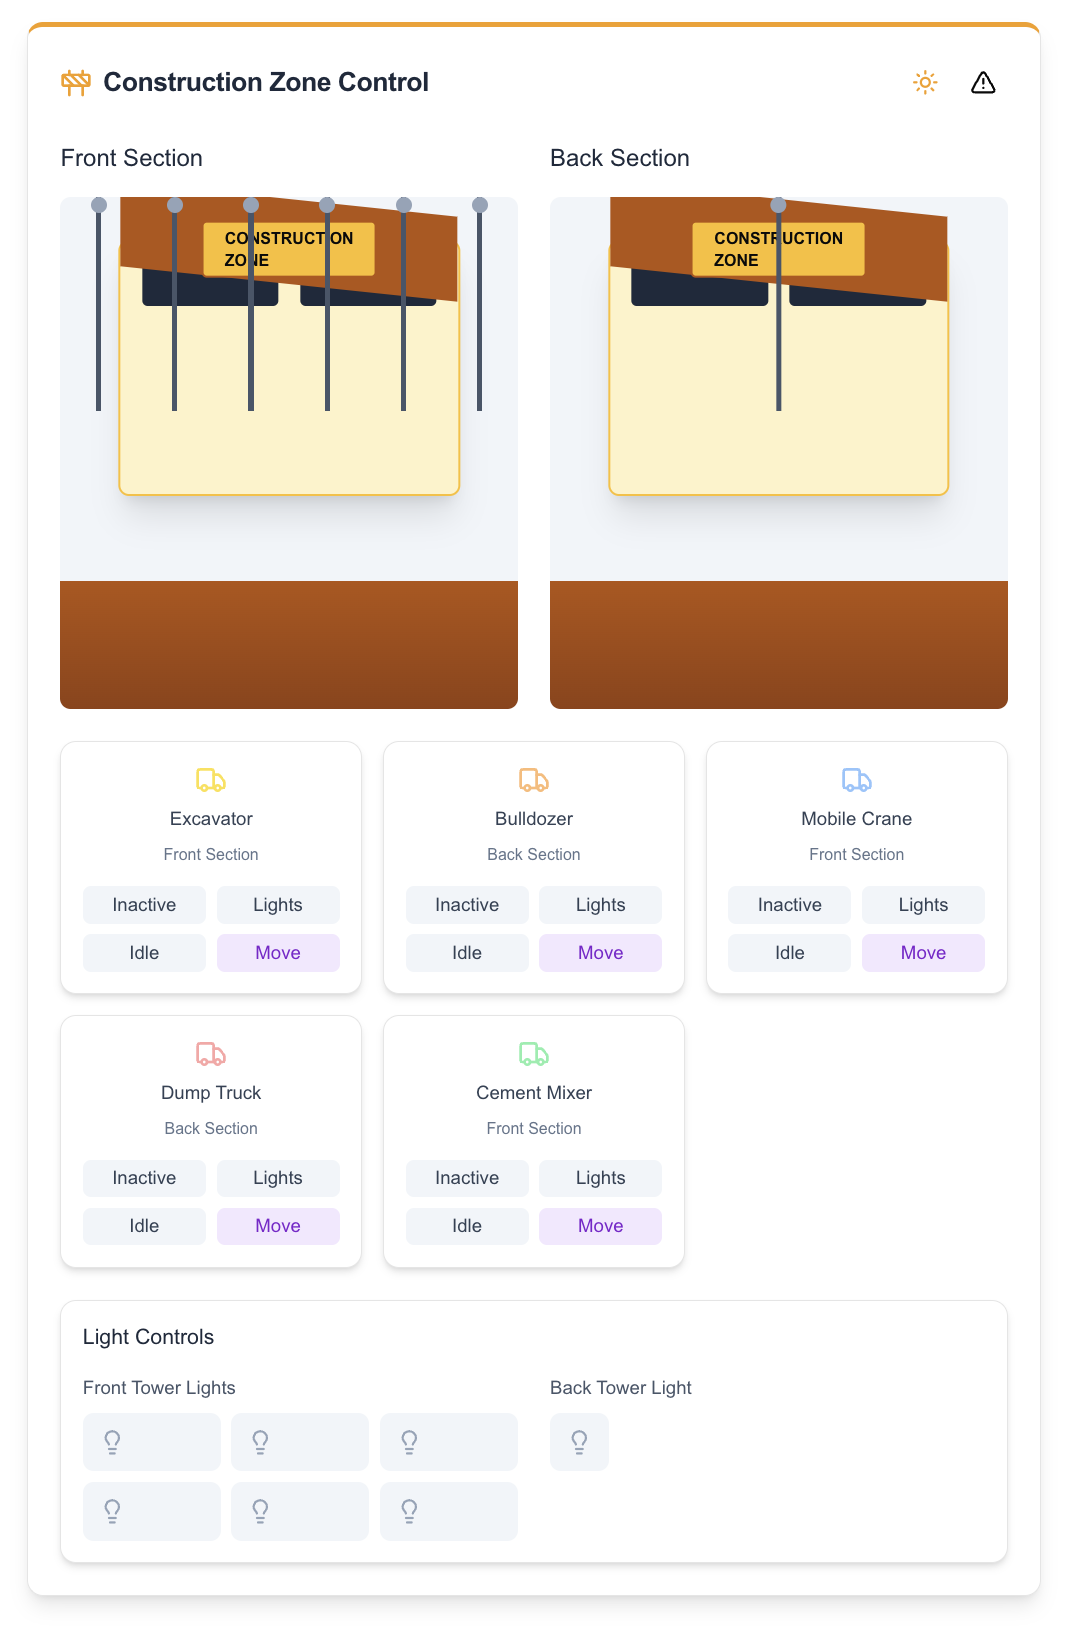 Construction Zone Control
Front Section
Back Section
CONSTRUCTION
ZONE
CONSTRUCTION
ZONE
Excavator
Front Section
Inactive
Lights
Idle
Move
Bulldozer
Back Section
Inactive
Lights
Idle
Move
Mobile Crane
Front Section
Inactive
Lights
Idle
Move
Dump Truck
Back Section
Inactive
Lights
Idle
Move
Cement Mixer
Front Section
Inactive
Lights
Idle
Move
Light Controls
Front Tower Lights
Back Tower Light